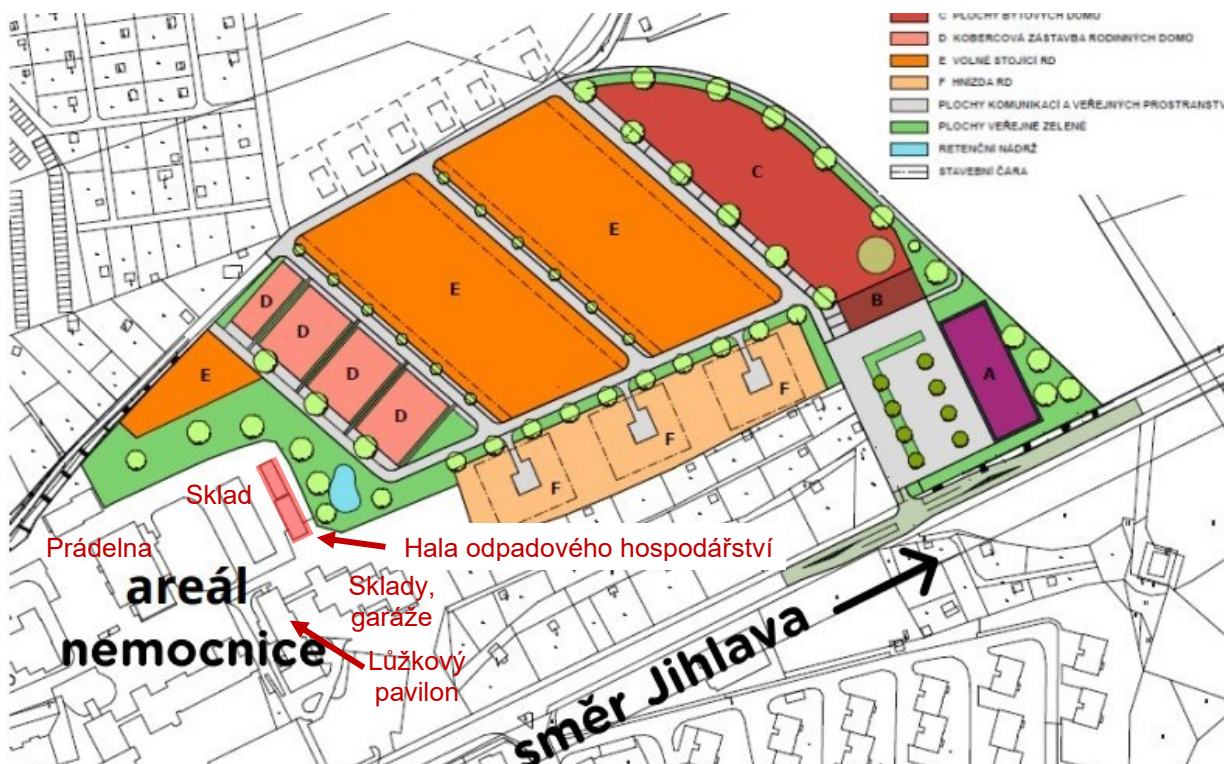 C PLOCHY BYTOVÝCH DOMŮ
D KOBERCOVÁ ZÁSTAVBA RODINNÝCH DOMŮ
E VOLNĚ STOJÍCÍ RD
F HNÍZDA RD
PLOCHY KOMUNIKACÍ A VEŘEJNÝCH PROSTRANSTV
PLOCHY VEŘEJNÉ ZELENĚ
RETENČNÍ NÁDRŽ
STAVEBNÍ ČÁRA
C
E
E
B
D
D
D
D
E
A
F
F
F
Sklad
Prádelna
Hala odpadového hospodářství
areál
nemocnice
Sklady,
garáže
Lůžkový
pavilon
směr Jihlava